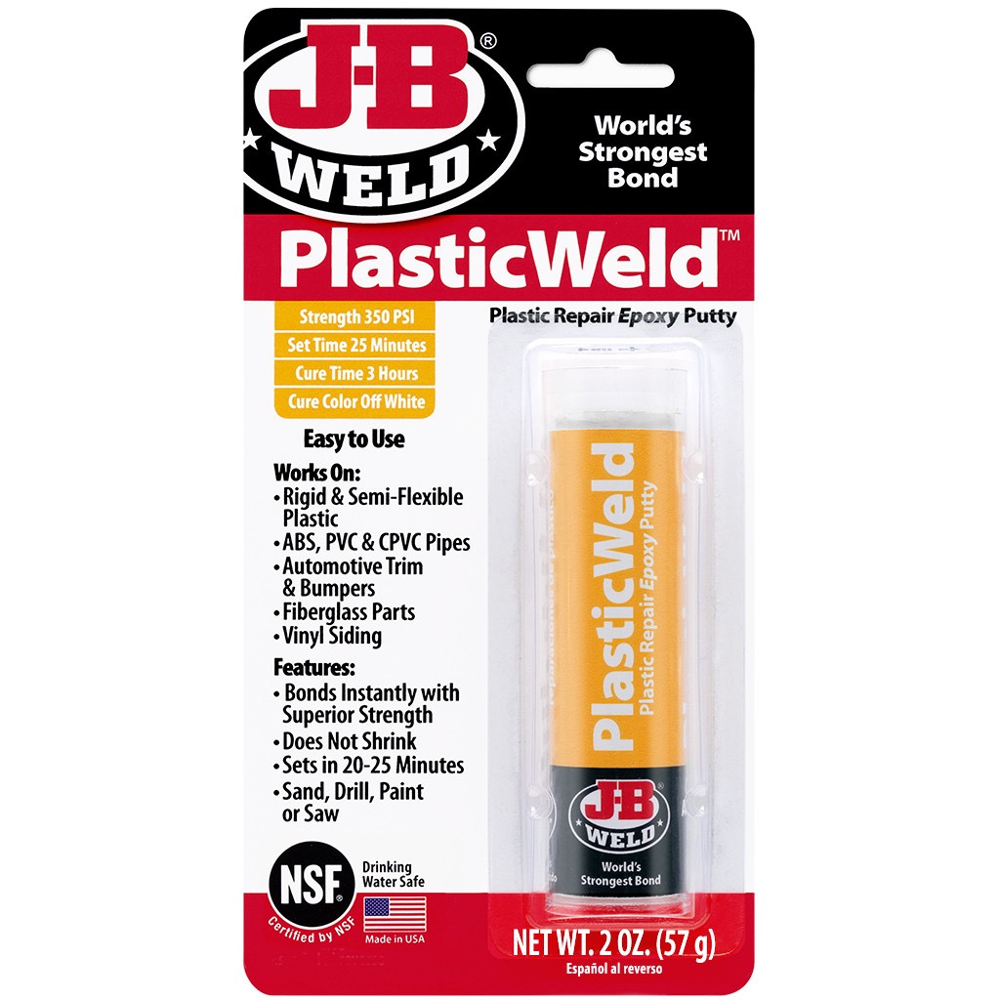 J-B®
WELD
World's
Strongest
Bond
PlasticWeld™
Strength 350 PSI
Set Time 25 Minutes
Cure Time 3 Hours
Cure Color Off White
Plastic Repair Epoxy Putty
Easy to Use
Works On:
• Rigid & Semi-Flexible
Plastic
• ABS, PVC & CPVC Pipes
• Automotive Trim
& Bumpers
• Fiberglass Parts
• Vinyl Siding
Features:
• Bonds Instantly with
Superior Strength
• Does Not Shrink
• Sets in 20-25 Minutes
• Sand, Drill, Paint
or Saw
NSF®
Certified by NSF
Drinking
Water Safe
Made in USA
PlasticWeld
Plastic Repair Epoxy Putty
J-B®
WELD
World's
Strongest Bond
NET WT. 2 OZ. (57 g)
Español al reverso